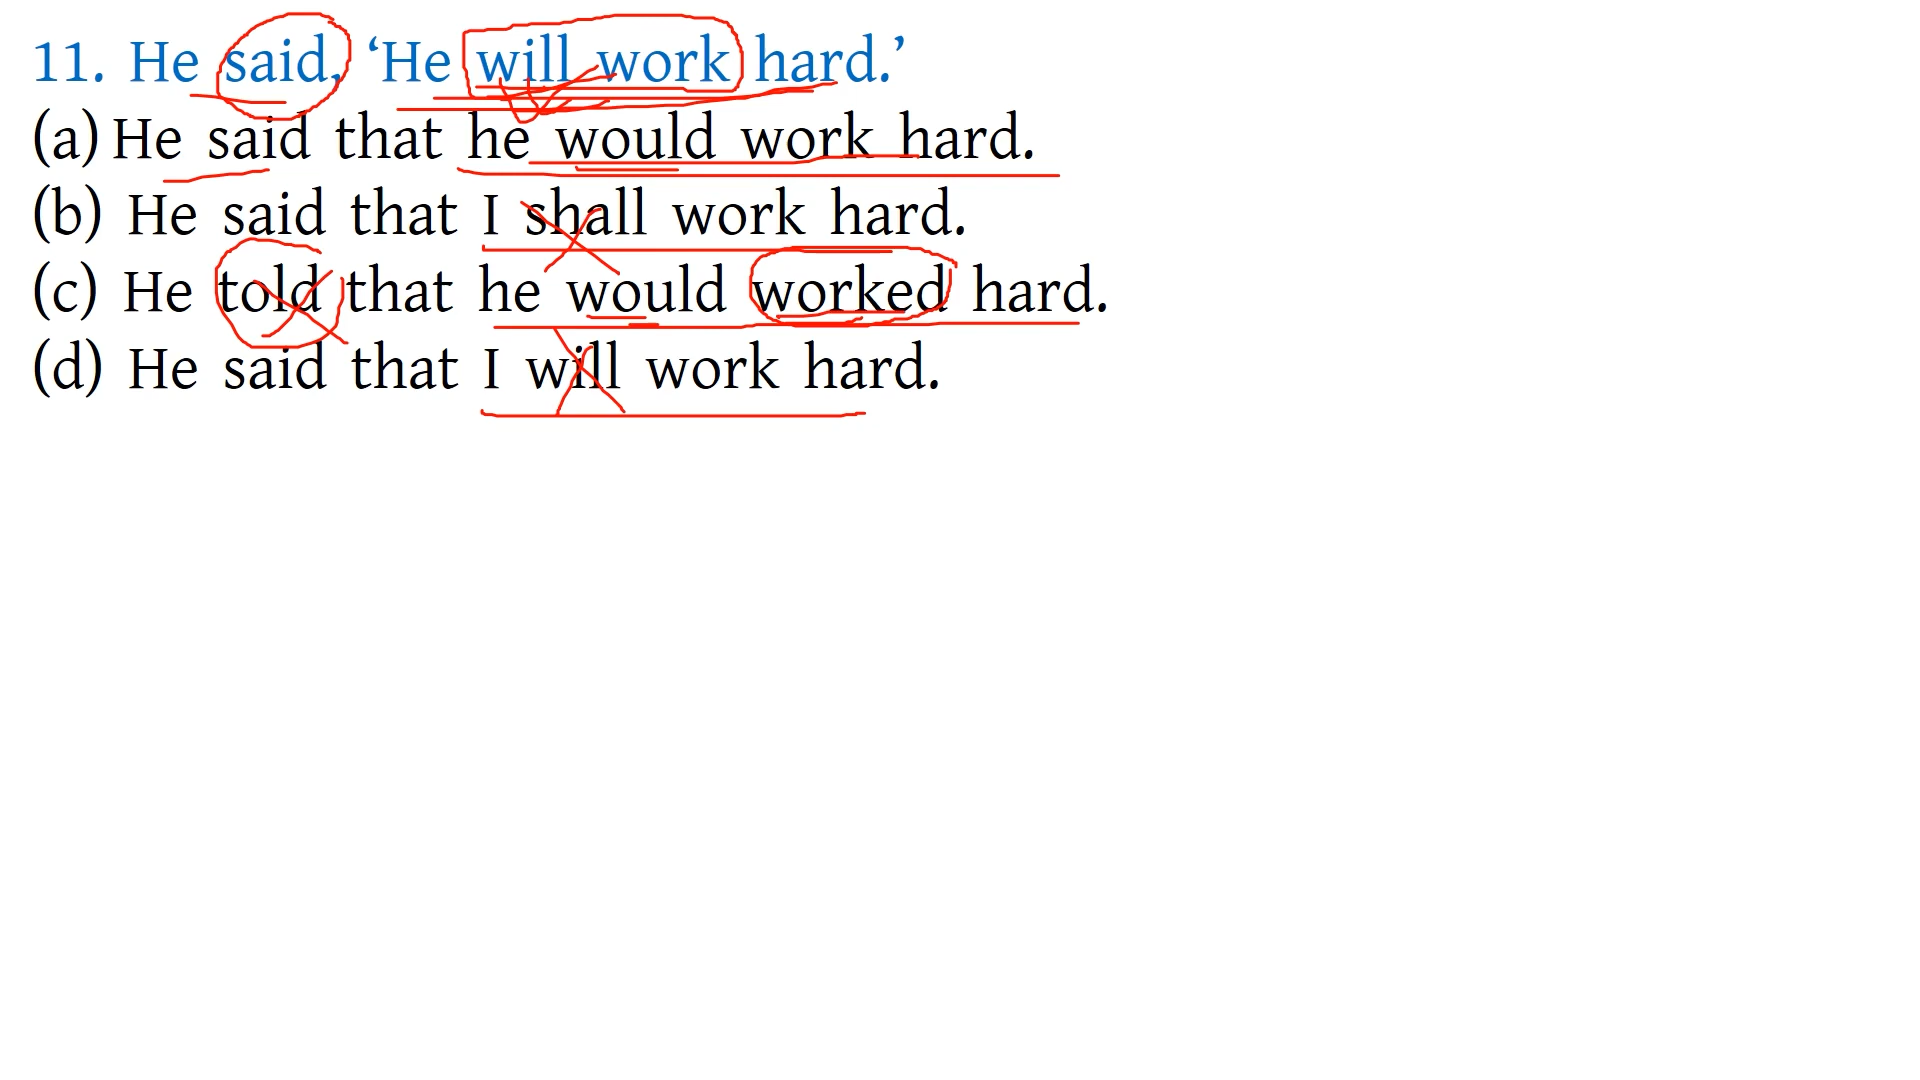 11. He said, ‘He will work hard.’
(a) He said that he would work hard.
(b) He said that I shall work hard.
(c) He told that he would worked hard.
(d) He said that I will work hard.